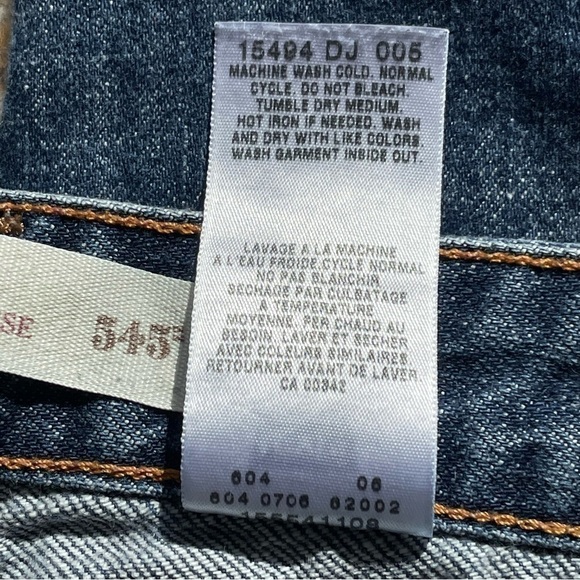 15494 DJ 005
MACHINE WASH COLD. NORMAL
CYCLE. DO NOT BLEACH.
TUMBLE DRY MEDIUM.
HOT IRON IF NEEDED. WASH
AND DRY WITH LIKE COLORS
WASH GARMENT INSIDE OUT.
LAVAGE A LA MACHINE
A L'EAU FROIDE.CYCLE NORMAL
NO PAS BLANCHIR
SECHAGE PAR CULBATAGE
A TEMPERATURE
MOYENNE. PER CHAUD AU
BESOIN. LAVER ET SECHER
AVEC COLEURS SIMILAIRES
RETOURNER AVANT DE LAVER.
CA 00342
SE 545
604 06
604 0706 62002